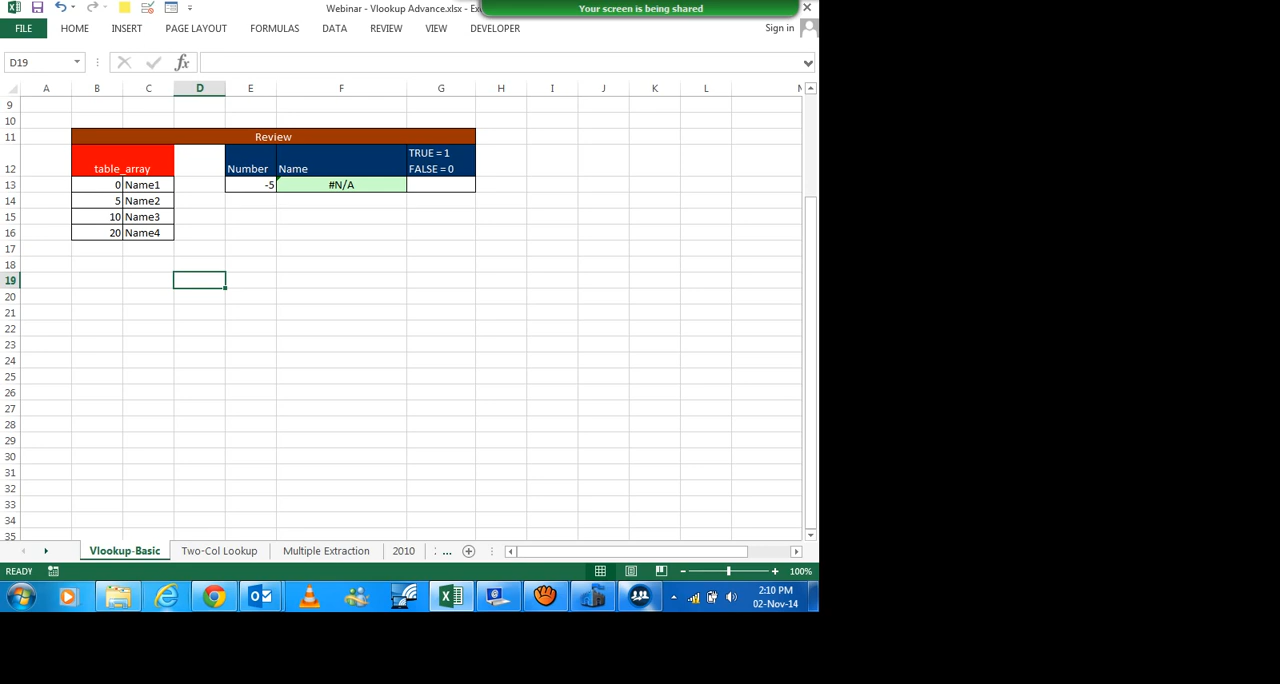 Webinar - Vlookup Advance.xlsx - Ex
Your screen is being shared
FILE HOME INSERT PAGE LAYOUT FORMULAS DATA REVIEW VIEW DEVELOPER Sign in
D19 fx
A B C D E F G H I J K L
9
10
11 Review
TRUE = 1
12 table_array Number Name FALSE = 0
13 0 Name1 -5 #N/A
14 5 Name2
15 10 Name3
16 20 Name4
17
18
19
20
21
22
23
24
25
26
27
28
29
30
31
32
33
34
35
Vlookup-Basic Two-Col Lookup Multiple Extraction 2010 ...
READY 100%
2:10 PM
02-Nov-14